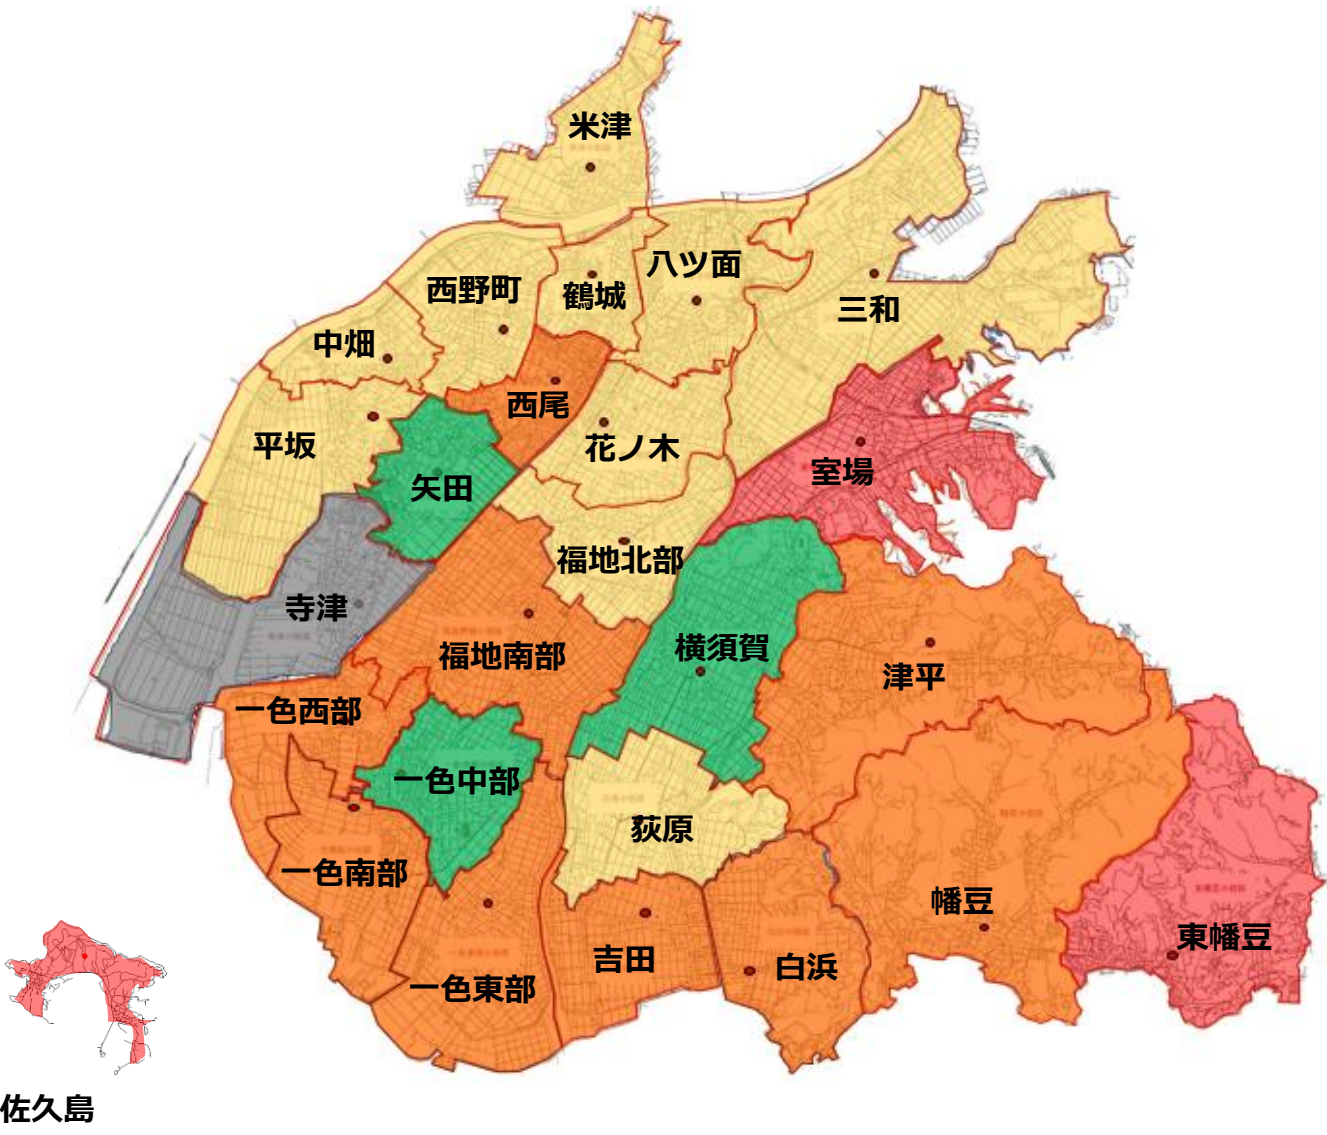 米津
八ツ面
西野町
鶴城
三和
中畑
西尾
平坂
花ノ木
室場
矢田
福地北部
寺津
横須賀
福地南部
津平
一色西部
一色中部
荻原
一色南部
幡豆
東幡豆
吉田
白浜
一色東部
佐久島